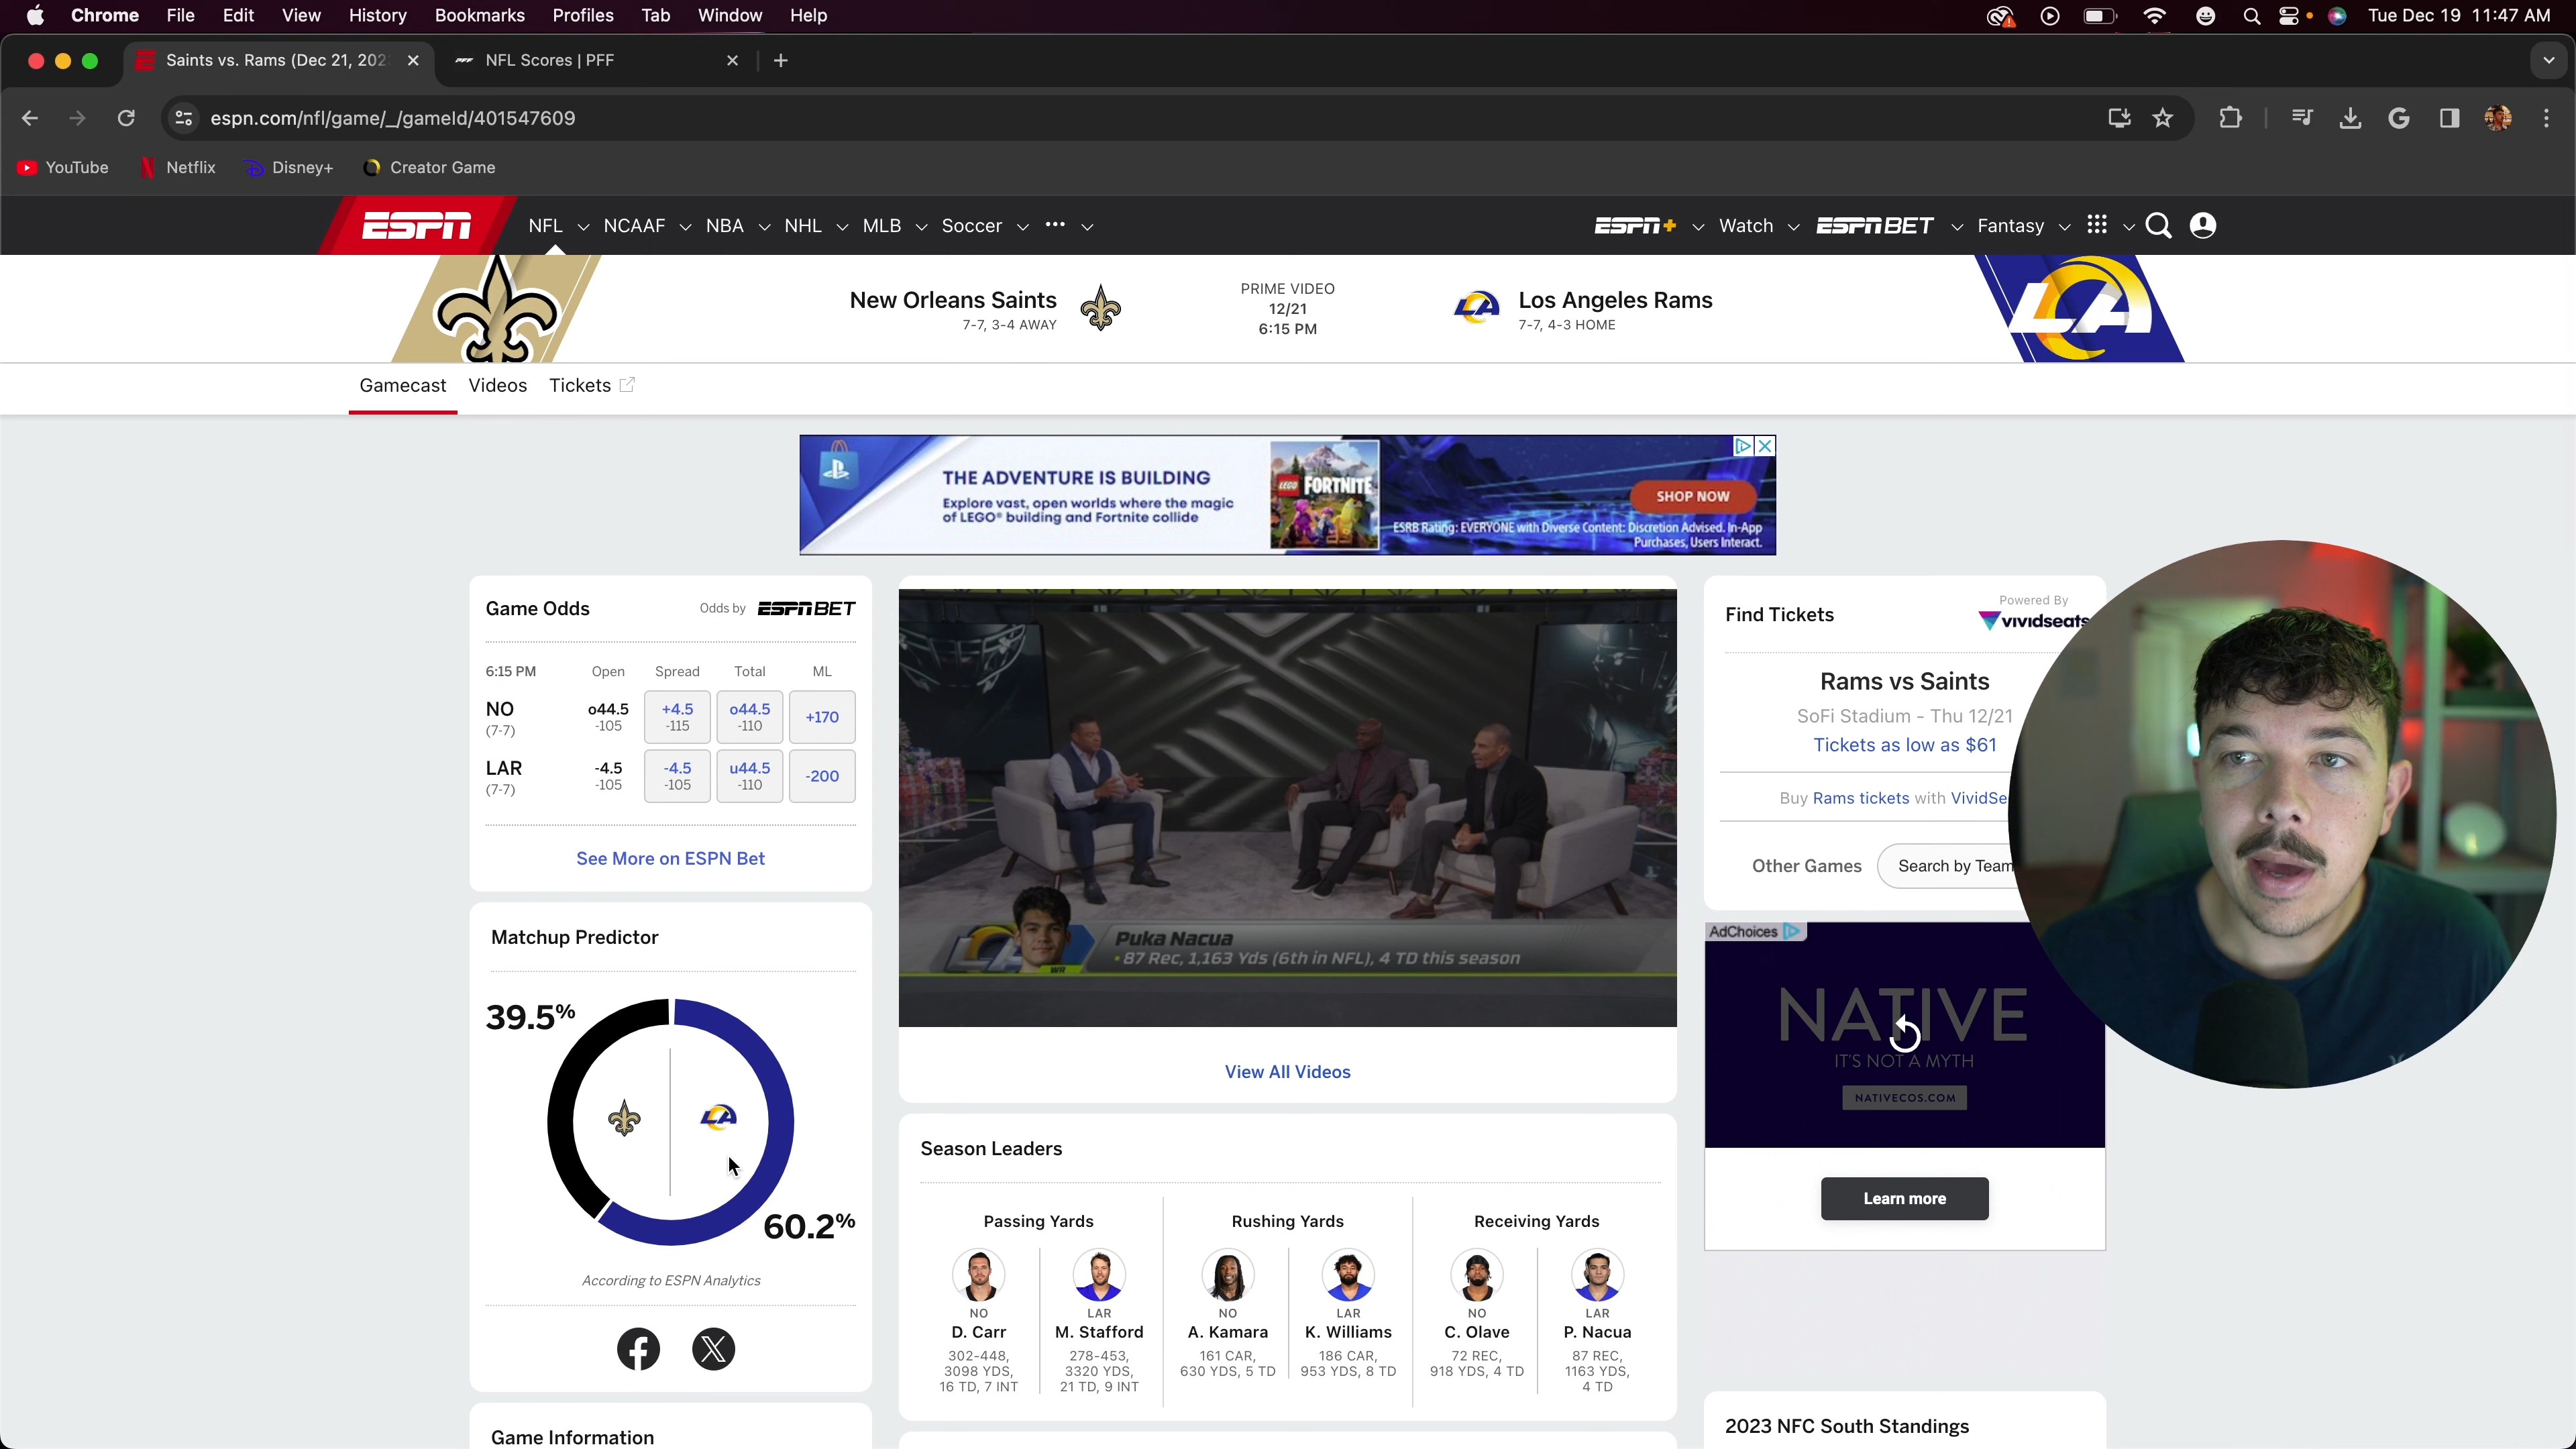 Chrome File Edit View History Bookmarks Profiles Tab Window Help
Tue Dec 19 11:47 AM
Saints vs. Rams (Dec 21, 202
NFL Scores | PFF
espn.com/nfl/game/_/gameId/401547609
YouTube Netflix Disney+ Creator Game
ESPN NFL NCAAF NBA NHL MLB Soccer ••• ESPN+ Watch ESPN BET Fantasy
New Orleans Saints
7-7, 3-4 AWAY
PRIME VIDEO
12/21
6:15 PM
Los Angeles Rams
7-7, 4-3 HOME
LA
Gamecast Videos Tickets
THE ADVENTURE IS BUILDING
Explore vast, open worlds where the magic
of LEGO® building and Fortnite collide
LEGO FORTNITE
SHOP NOW
ESRB Rating: EVERYONE with Diverse Content: Discretion Advised. In-App
Purchases, Users Interact.
Game Odds
Odds by ESPN BET
6:15 PM Open Spread Total ML
NO o44.5 +4.5 o44.5 +170
(7-7) -105 -115 -110
LAR -4.5 -4.5 u44.5 -200
(7-7) -105 -105 -110
See More on ESPN Bet
Matchup Predictor
39.5%
60.2%
According to ESPN Analytics
Game Information
Puka Nacua
WR
• 87 Rec, 1,163 Yds (6th in NFL), 4 TD this season
View All Videos
Season Leaders
Passing Yards Rushing Yards Receiving Yards
NO LAR NO LAR NO LAR
D. Carr M. Stafford A. Kamara K. Williams C. Olave P. Nacua
302-448, 278-453, 161 CAR, 186 CAR, 72 REC, 87 REC,
3098 YDS, 3320 YDS, 630 YDS, 5 TD 953 YDS, 8 TD 918 YDS, 4 TD 1163 YDS,
16 TD, 7 INT 21 TD, 9 INT 4 TD
Find Tickets
Powered By
vividseats
Rams vs Saints
SoFi Stadium - Thu 12/21
Tickets as low as $61
Buy Rams tickets with VividSe
Other Games Search by Team
AdChoices
NATIVE
IT'S NOT A MYTH
NATIVECOS.COM
Learn more
2023 NFC South Standings